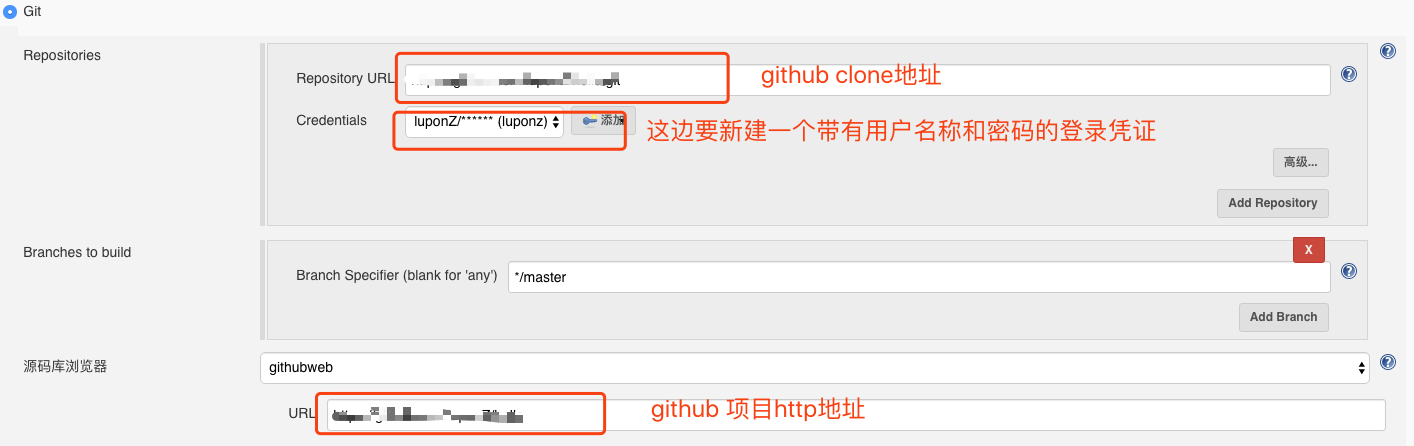 Git
Repositories
Repository URL
github clone地址
Credentials
luponZ/****** (luponz)
添加
这边要新建一个带有用户名称和密码的登录凭证
高级...
Add Repository
Branches to build
X
Branch Specifier (blank for 'any')
*/master
Add Branch
源码库浏览器
githubweb
URL
github 项目http地址